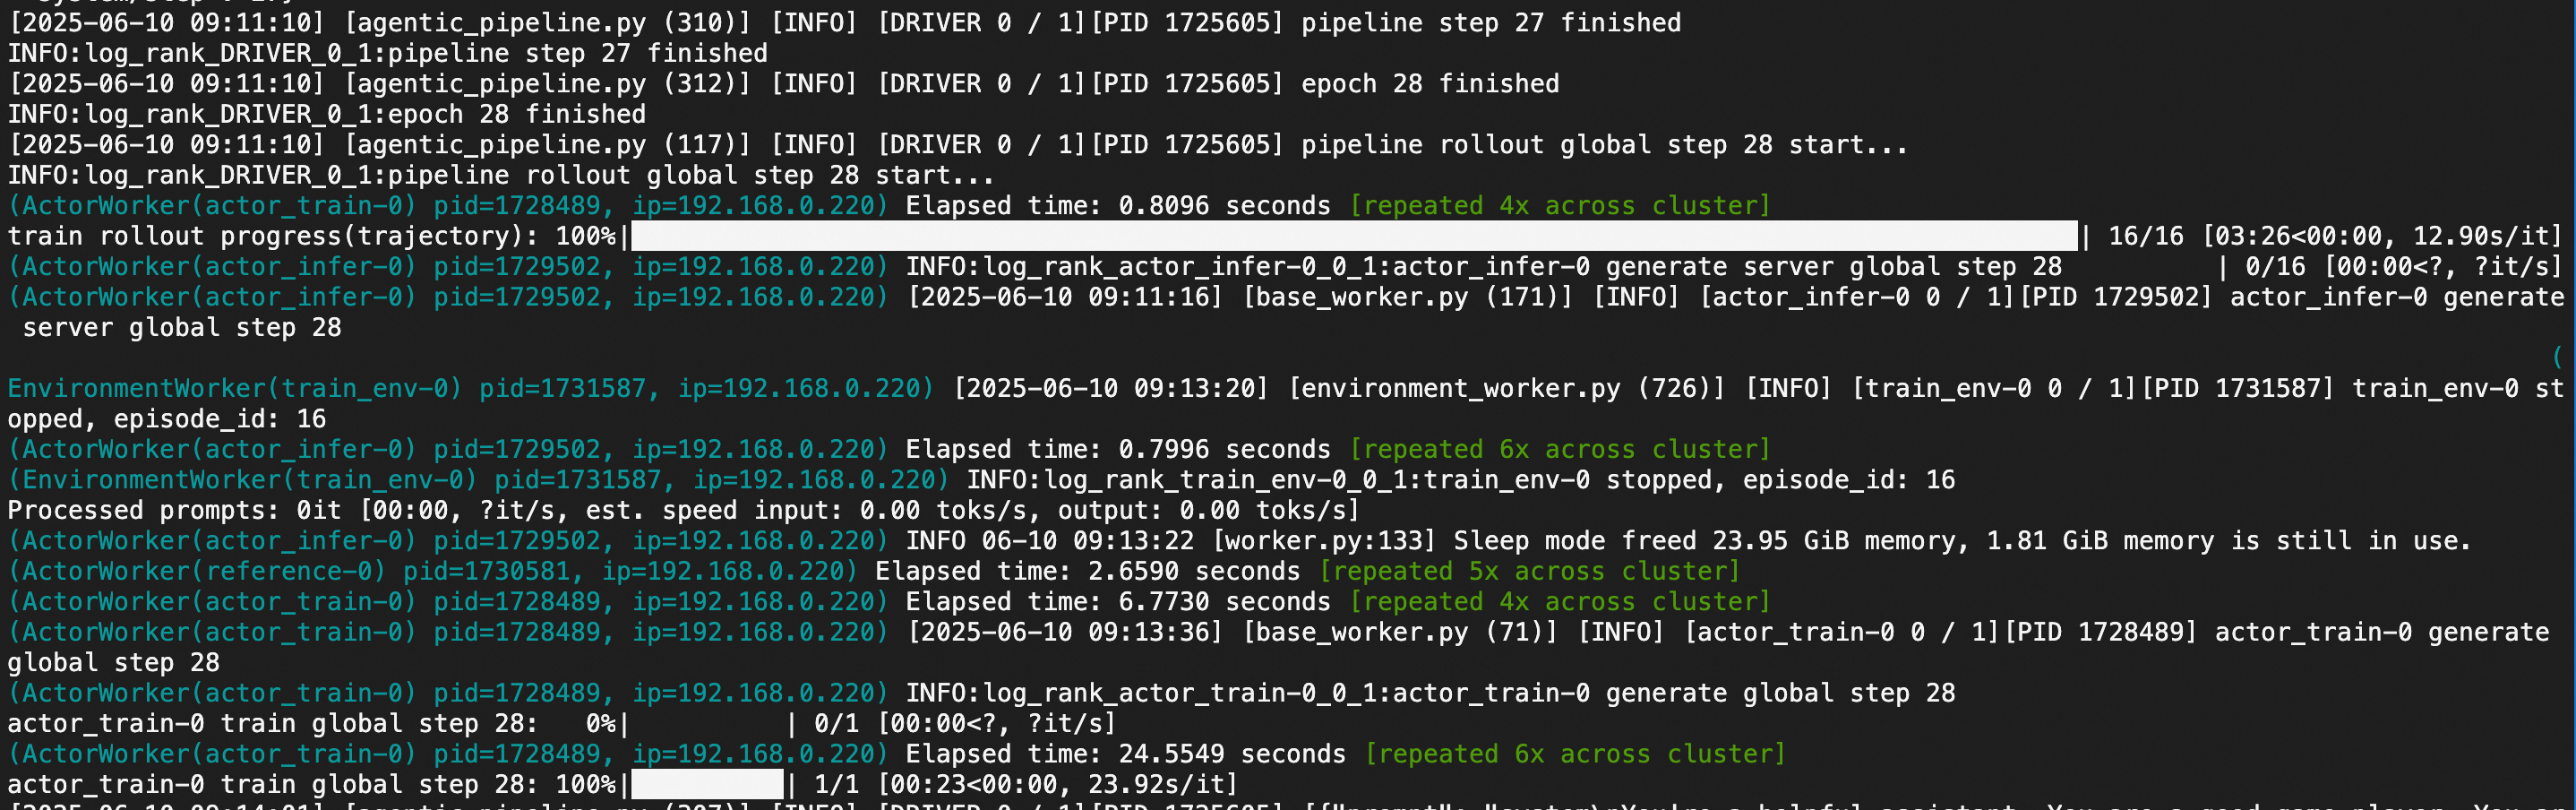 [2025-06-10 09:11:10] [agentic_pipeline.py (310)] [INFO] [DRIVER 0 / 1][PID 1725605] pipeline step 27 finished
INFO:log_rank_DRIVER_0_1:pipeline step 27 finished
[2025-06-10 09:11:10] [agentic_pipeline.py (312)] [INFO] [DRIVER 0 / 1][PID 1725605] epoch 28 finished
INFO:log_rank_DRIVER_0_1:epoch 28 finished
[2025-06-10 09:11:10] [agentic_pipeline.py (117)] [INFO] [DRIVER 0 / 1][PID 1725605] pipeline rollout global step 28 start...
INFO:log_rank_DRIVER_0_1:pipeline rollout global step 28 start...
(ActorWorker(actor_train-0) pid=1728489, ip=192.168.0.220) Elapsed time: 0.8096 seconds [repeated 4x across cluster]
train rollout progress(trajectory): 100%| | 16/16 [03:26<00:00, 12.90s/it]
(ActorWorker(actor_infer-0) pid=1729502, ip=192.168.0.220) INFO:log_rank_actor_infer-0_0_1:actor_infer-0 generate server global step 28 | 0/16 [00:00<?, ?it/s]
(ActorWorker(actor_infer-0) pid=1729502, ip=192.168.0.220) [2025-06-10 09:11:16] [base_worker.py (171)] [INFO] [actor_infer-0 0 / 1][PID 1729502] actor_infer-0 generate
server global step 28
(
EnvironmentWorker(train_env-0) pid=1731587, ip=192.168.0.220) [2025-06-10 09:13:20] [environment_worker.py (726)] [INFO] [train_env-0 0 / 1][PID 1731587] train_env-0 st
opped, episode_id: 16
(ActorWorker(actor_infer-0) pid=1729502, ip=192.168.0.220) Elapsed time: 0.7996 seconds [repeated 6x across cluster]
(EnvironmentWorker(train_env-0) pid=1731587, ip=192.168.0.220) INFO:log_rank_train_env-0_0_1:train_env-0 stopped, episode_id: 16
Processed prompts: 0it [00:00, ?it/s, est. speed input: 0.00 toks/s, output: 0.00 toks/s]
(ActorWorker(actor_infer-0) pid=1729502, ip=192.168.0.220) INFO 06-10 09:13:22 [worker.py:133] Sleep mode freed 23.95 GiB memory, 1.81 GiB memory is still in use.
(ActorWorker(reference-0) pid=1730581, ip=192.168.0.220) Elapsed time: 2.6590 seconds [repeated 5x across cluster]
(ActorWorker(actor_train-0) pid=1728489, ip=192.168.0.220) Elapsed time: 6.7730 seconds [repeated 4x across cluster]
(ActorWorker(actor_train-0) pid=1728489, ip=192.168.0.220) [2025-06-10 09:13:36] [base_worker.py (71)] [INFO] [actor_train-0 0 / 1][PID 1728489] actor_train-0 generate
global step 28
(ActorWorker(actor_train-0) pid=1728489, ip=192.168.0.220) INFO:log_rank_actor_train-0_0_1:actor_train-0 generate global step 28
actor_train-0 train global step 28: 0%| | 0/1 [00:00<?, ?it/s]
(ActorWorker(actor_train-0) pid=1728489, ip=192.168.0.220) Elapsed time: 24.5549 seconds [repeated 6x across cluster]
actor_train-0 train global step 28: 100%| | 1/1 [00:23<00:00, 23.92s/it]